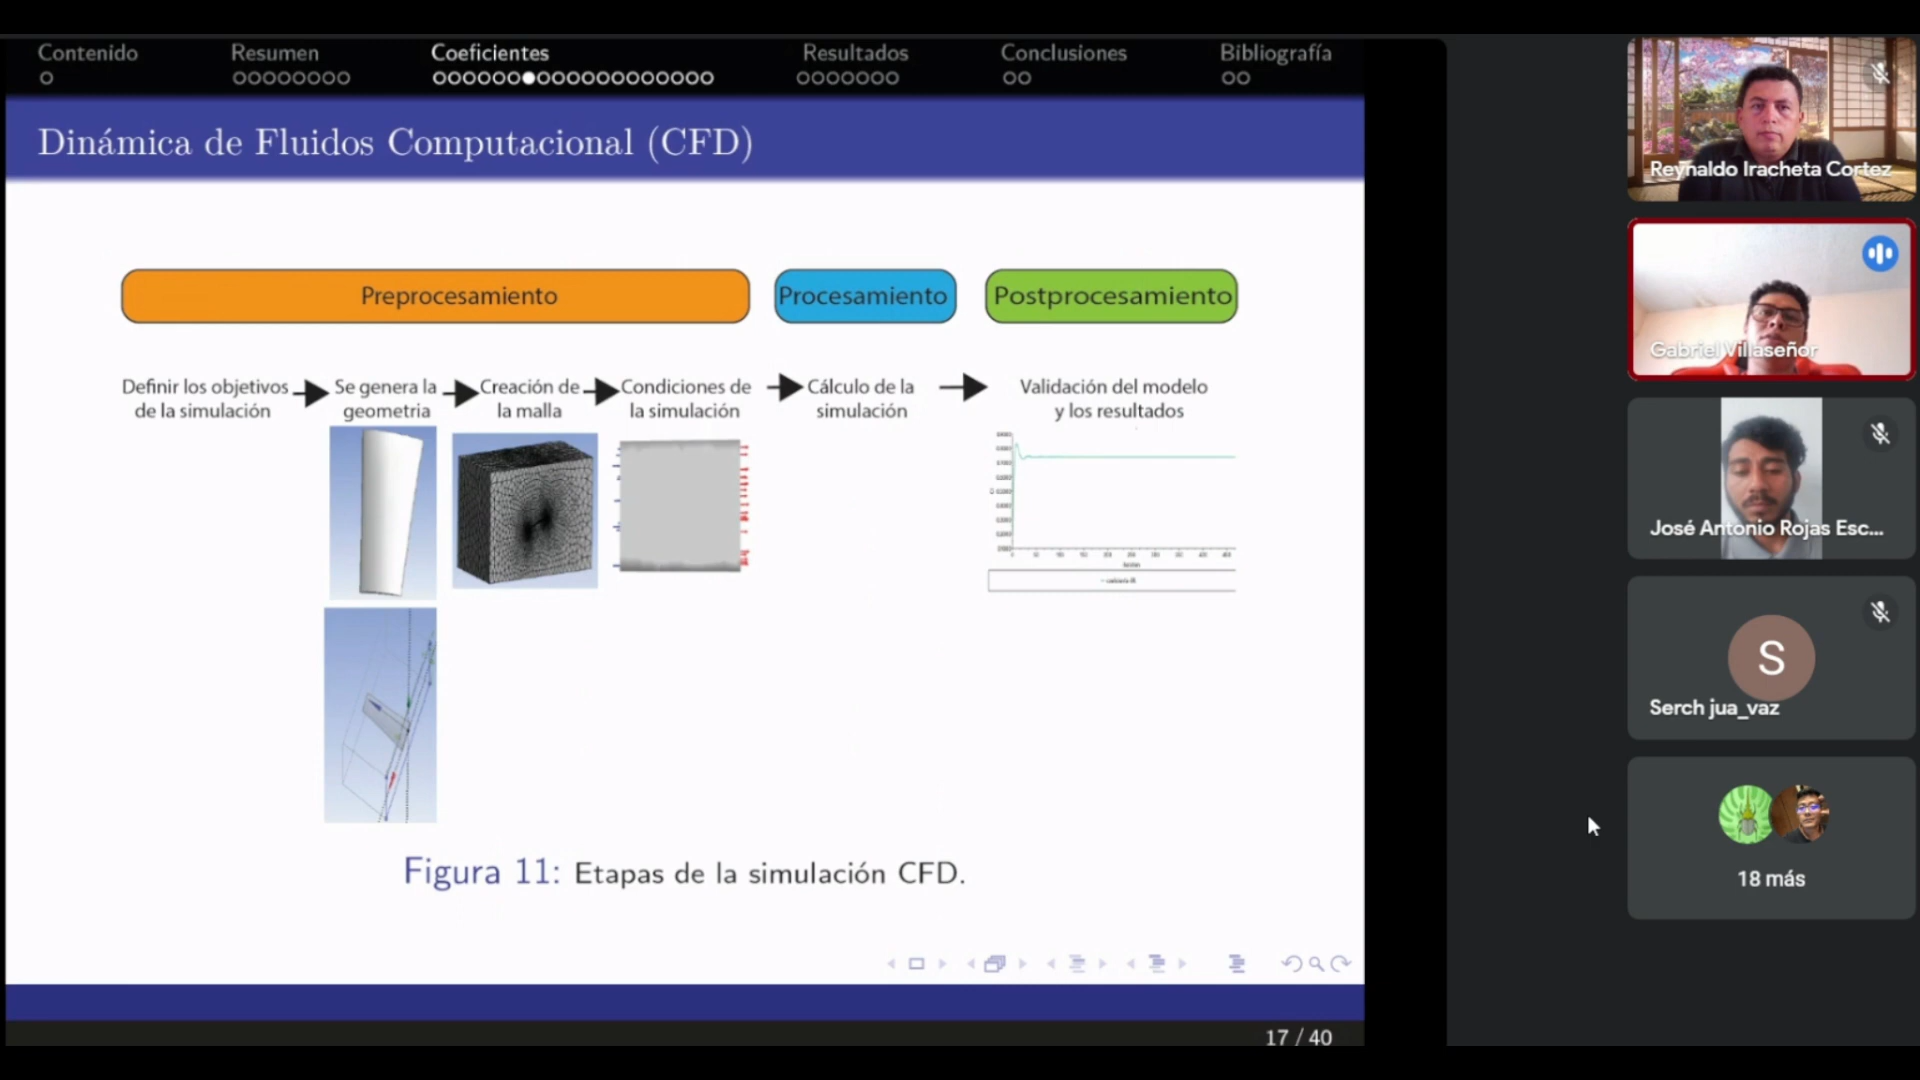 Contenido
Resumen
Coeficientes
Resultados
Conclusiones
Bibliografía
Dinámica de Fluidos Computacional (CFD)
Preprocesamiento
Procesamiento
Postprocesamiento
Definir los objetivos
de la simulación
Se genera la
geometria
Creación de
la malla
Condiciones de
la simulación
Cálculo de la
simulación
Validación del modelo
y los resultados
Figura 11: Etapas de la simulación CFD.
17 / 40
Reynaldo Iracheta Cortez
Gabriel Villaseñor
José Antonio Rojas Esc...
S
Serch jua_vaz
18 más